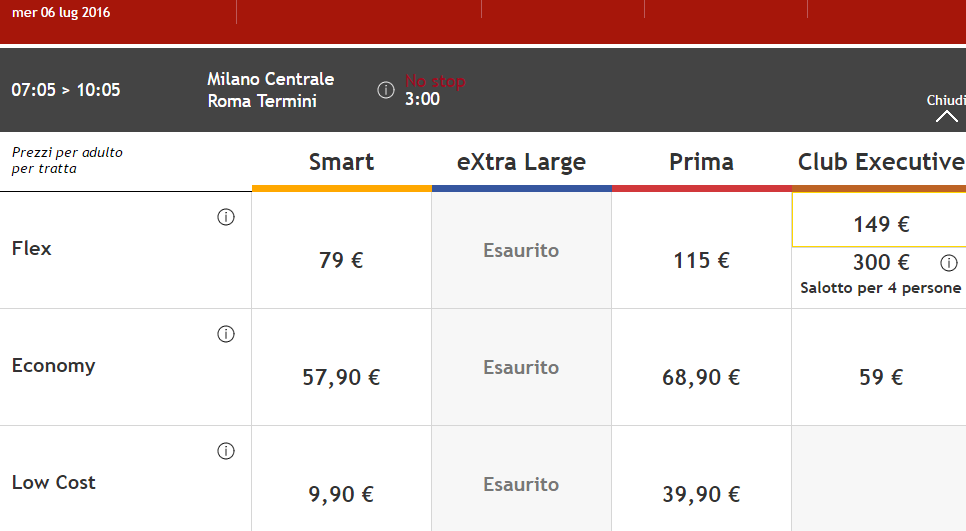 mer 06 lug 2016
07:05 > 10:05
Milano Centrale
Roma Termini
No stop
3:00
Chiudi
Prezzi per adulto
per tratta
Smart
eXtra Large
Prima
Club Executive
Flex
79 €
Esaurito
115 €
149 €
300 €
Salotto per 4 persone
Economy
57,90 €
Esaurito
68,90 €
59 €
Low Cost
9,90 €
Esaurito
39,90 €